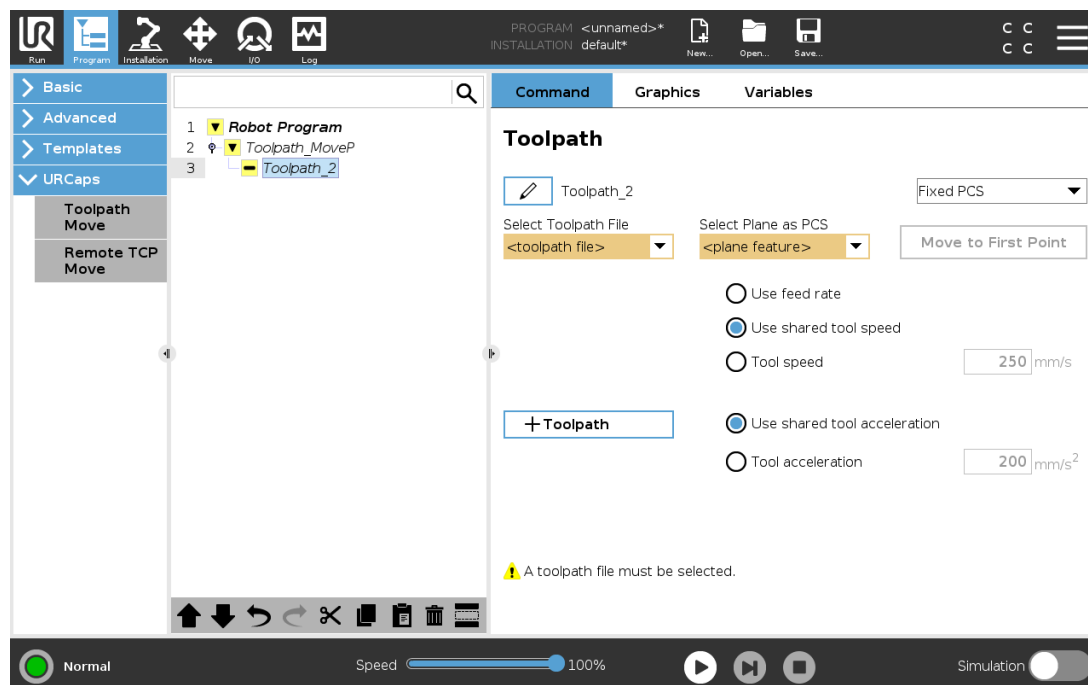 PROGRAM <unnamed>*
INSTALLATION default*
UR
Run
Program
Installation
Move
I/O
Log
New...
Open...
Save...
C C
C C
Basic
Advanced
Templates
URCaps
Toolpath
Move
Remote TCP
Move
1 Robot Program
2 Toolpath_MoveP
3 Toolpath_2
Command
Graphics
Variables
Toolpath
Toolpath_2
Fixed PCS
Select Toolpath File
Select Plane as PCS
<toolpath file>
<plane feature>
Move to First Point
Use feed rate
Use shared tool speed
Tool speed
250 mm/s
+Toolpath
Use shared tool acceleration
Tool acceleration
200 mm/s²
A toolpath file must be selected.
Normal
Speed
100%
Simulation